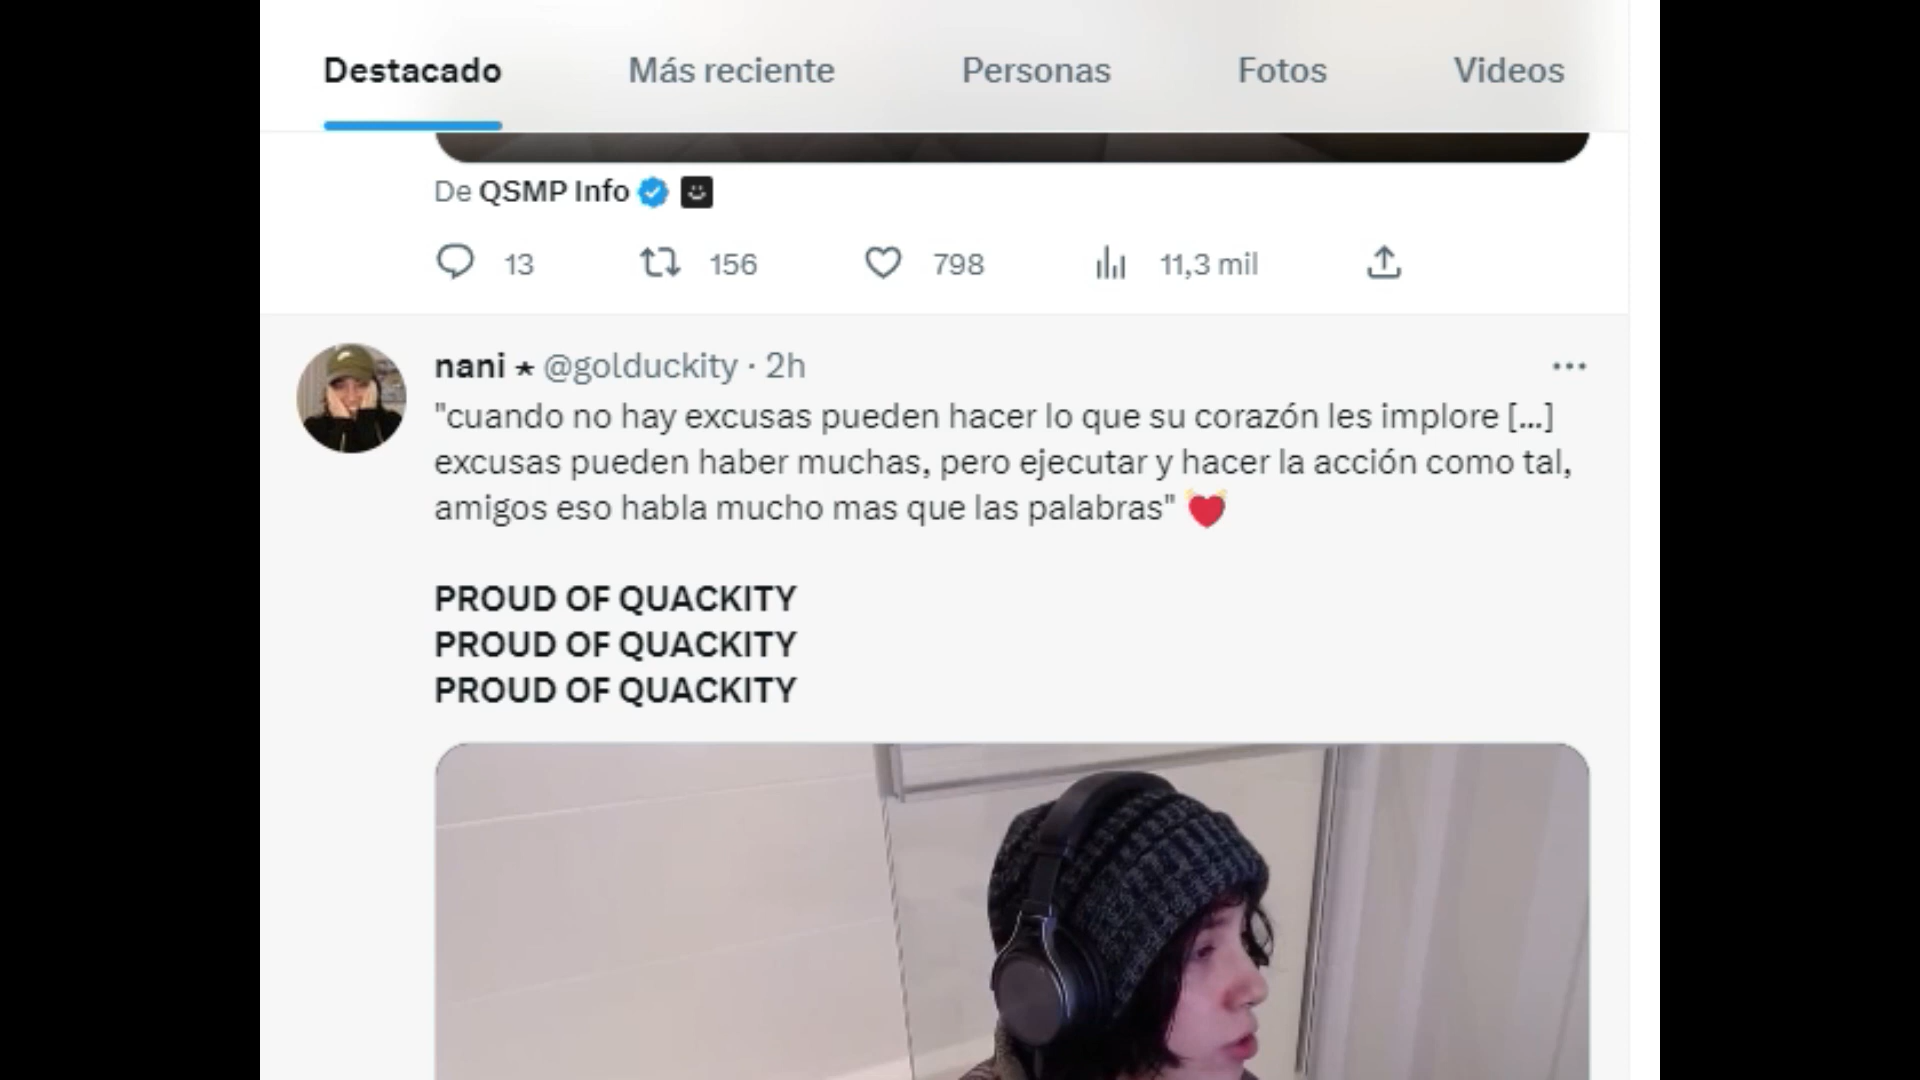 Destacado Más reciente Personas Fotos Videos
De QSMP Info
13 156 798 11,3 mil
nani ⋆ @golduckity · 2h
"cuando no hay excusas pueden hacer lo que su corazón les implore [...]
excusas pueden haber muchas, pero ejecutar y hacer la acción como tal,
amigos eso habla mucho mas que las palabras" 💓
PROUD OF QUACKITY
PROUD OF QUACKITY
PROUD OF QUACKITY